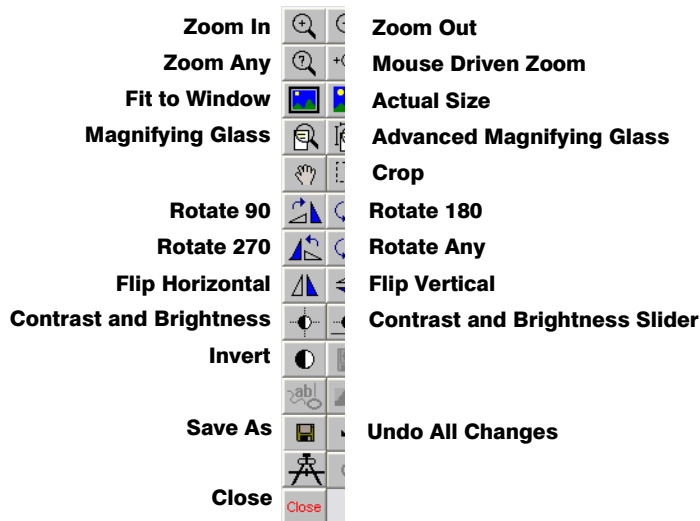 Zoom In Zoom Out
Zoom Any Mouse Driven Zoom
Fit to Window Actual Size
Magnifying Glass Advanced Magnifying Glass
Crop
Rotate 90 Rotate 180
Rotate 270 Rotate Any
Flip Horizontal Flip Vertical
Contrast and Brightness Contrast and Brightness Slider
Invert
abl
Save As Undo All Changes
Close Close